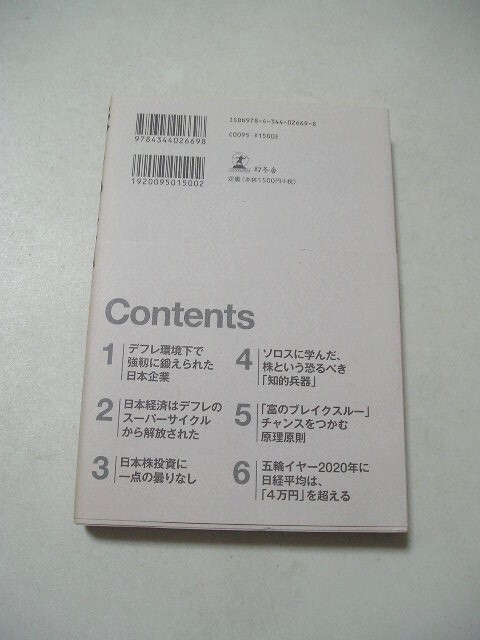 ISBN978-4-344-02669-8
C0095 ¥1500E
9784344026698
幻冬舎
定価(本体1500円+税)
1920095015002
Contents
1 デフレ環境下で
強靭に鍛えられた
日本企業
2 日本経済はデフレの
スーパーサイクル
から解放された
3 日本株投資に
一点の曇りなし
4 ソロスに学んだ、
株という恐るべき
「知的兵器」
5 「富のブレイクスルー」
チャンスをつかむ
原理原則
6 五輪イヤー2020年に
日経平均は、
「4万円」を超える